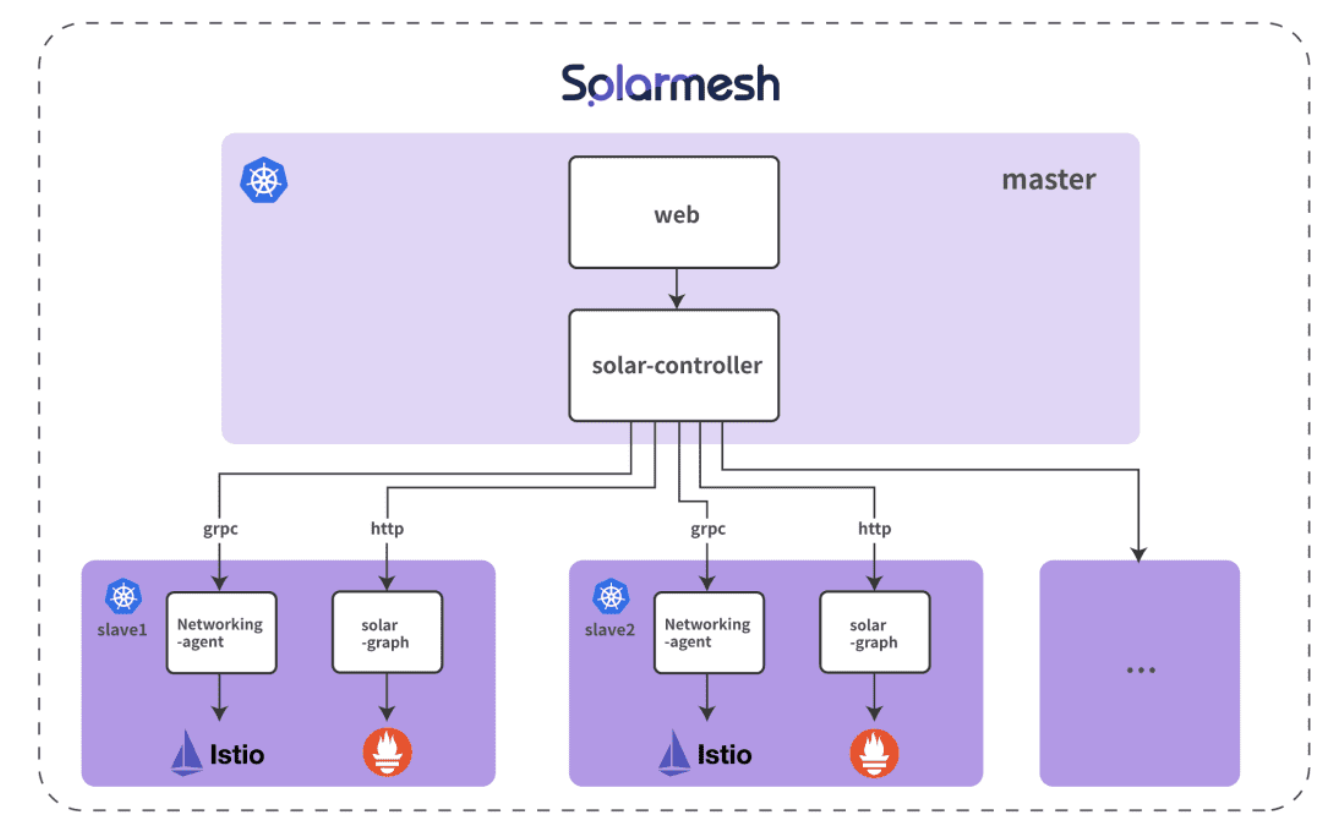 Solarmesh
master
web
solar-controller
grpc
http
grpc
http
slave1
Networking
-agent
solar
-graph
Istio
slave2
Networking
-agent
solar
-graph
Istio
...